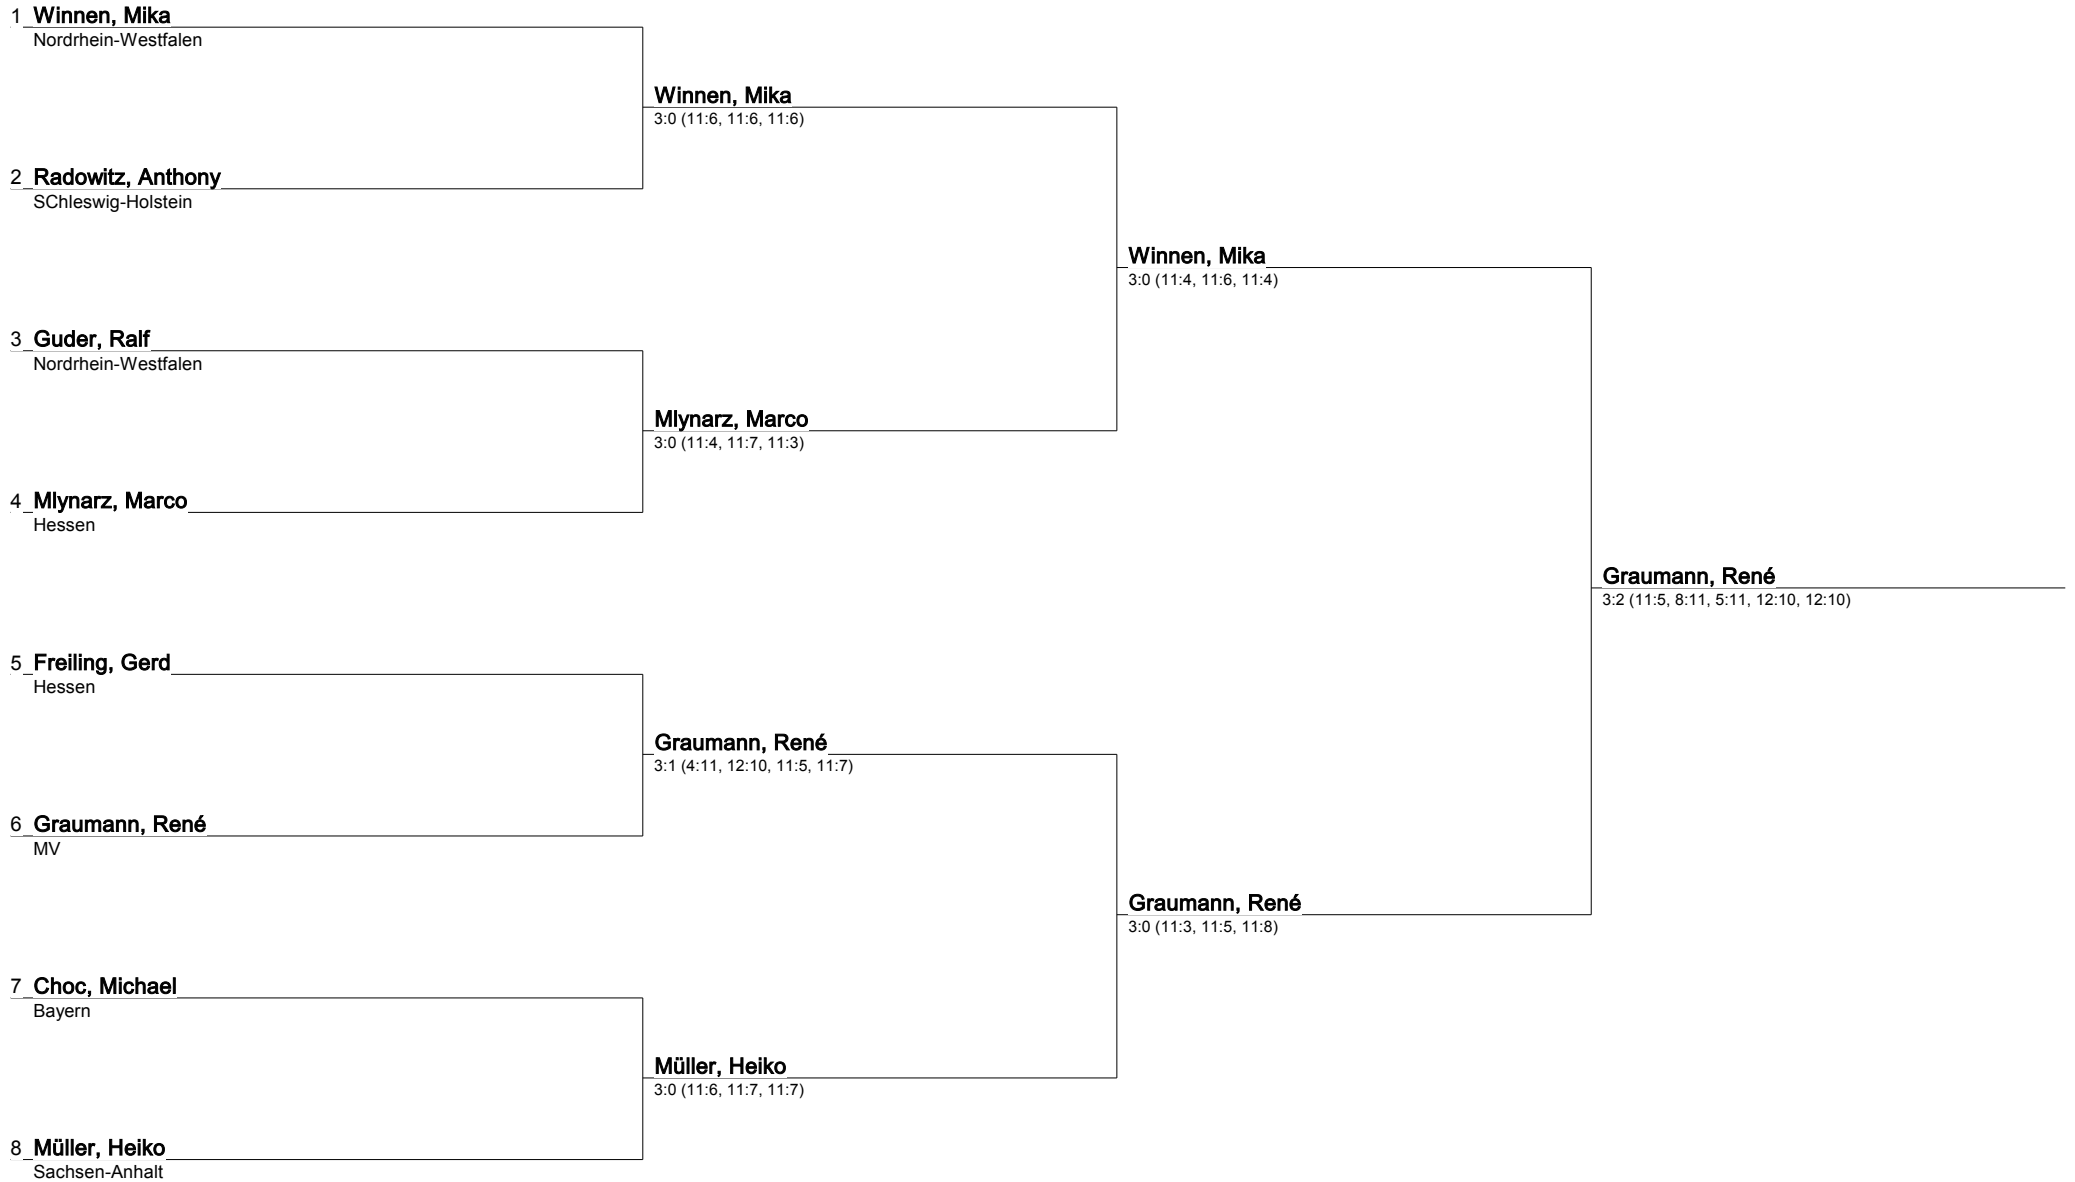 1 Winnen, Mika
Nordrhein-Westfalen
Winnen, Mika
3:0 (11:6, 11:6, 11:6)
2 Radowitz, Anthony
SChleswig-Holstein
Winnen, Mika
3:0 (11:4, 11:6, 11:4)
3 Guder, Ralf
Nordrhein-Westfalen
Mlynarz, Marco
3:0 (11:4, 11:7, 11:3)
4 Mlynarz, Marco
Hessen
Graumann, René
3:2 (11:5, 8:11, 5:11, 12:10, 12:10)
5 Freiling, Gerd
Hessen
Graumann, René
3:1 (4:11, 12:10, 11:5, 11:7)
6 Graumann, René
MV
Graumann, René
3:0 (11:3, 11:5, 11:8)
7 Choc, Michael
Bayern
Müller, Heiko
3:0 (11:6, 11:7, 11:7)
8 Müller, Heiko
Sachsen-Anhalt